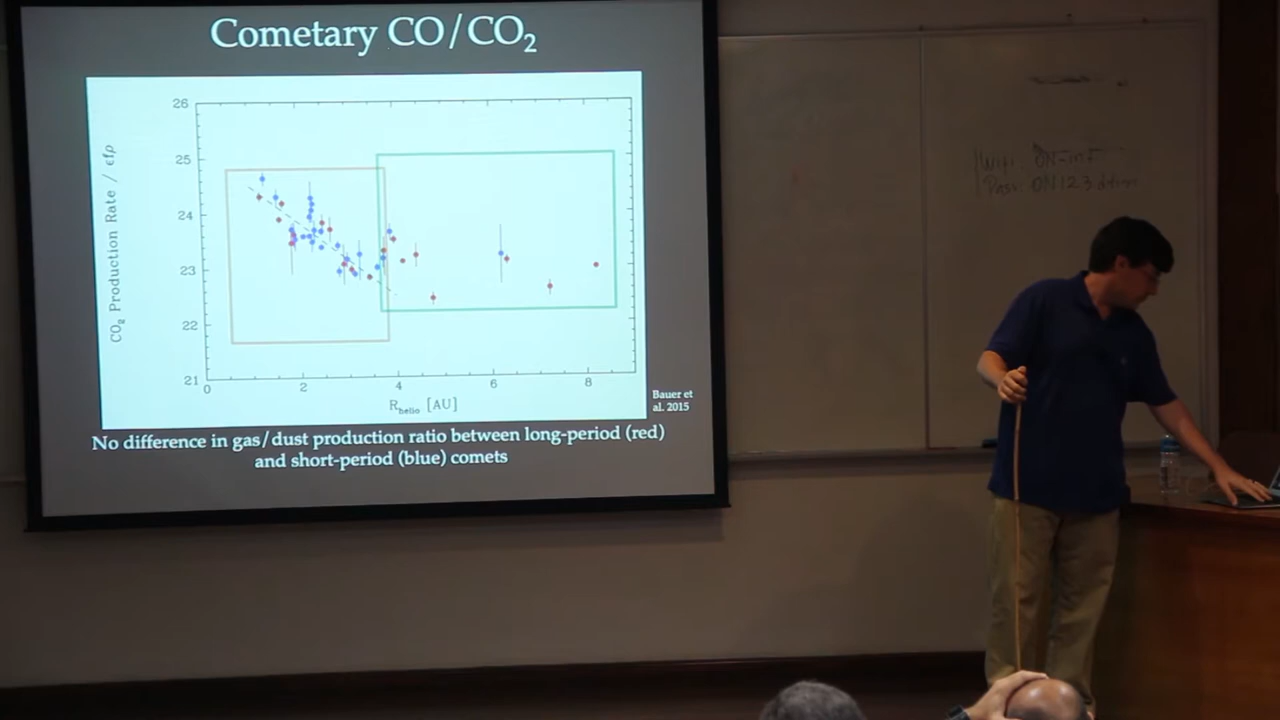 Cometary CO/CO₂
26
25
24
23
22
21
0 2 4 6 8
CO₂ Production Rate / εfρ
R_helio [AU]
Bauer et
al. 2015
No difference in gas/dust production ratio between long-period (red)
and short-period (blue) comets